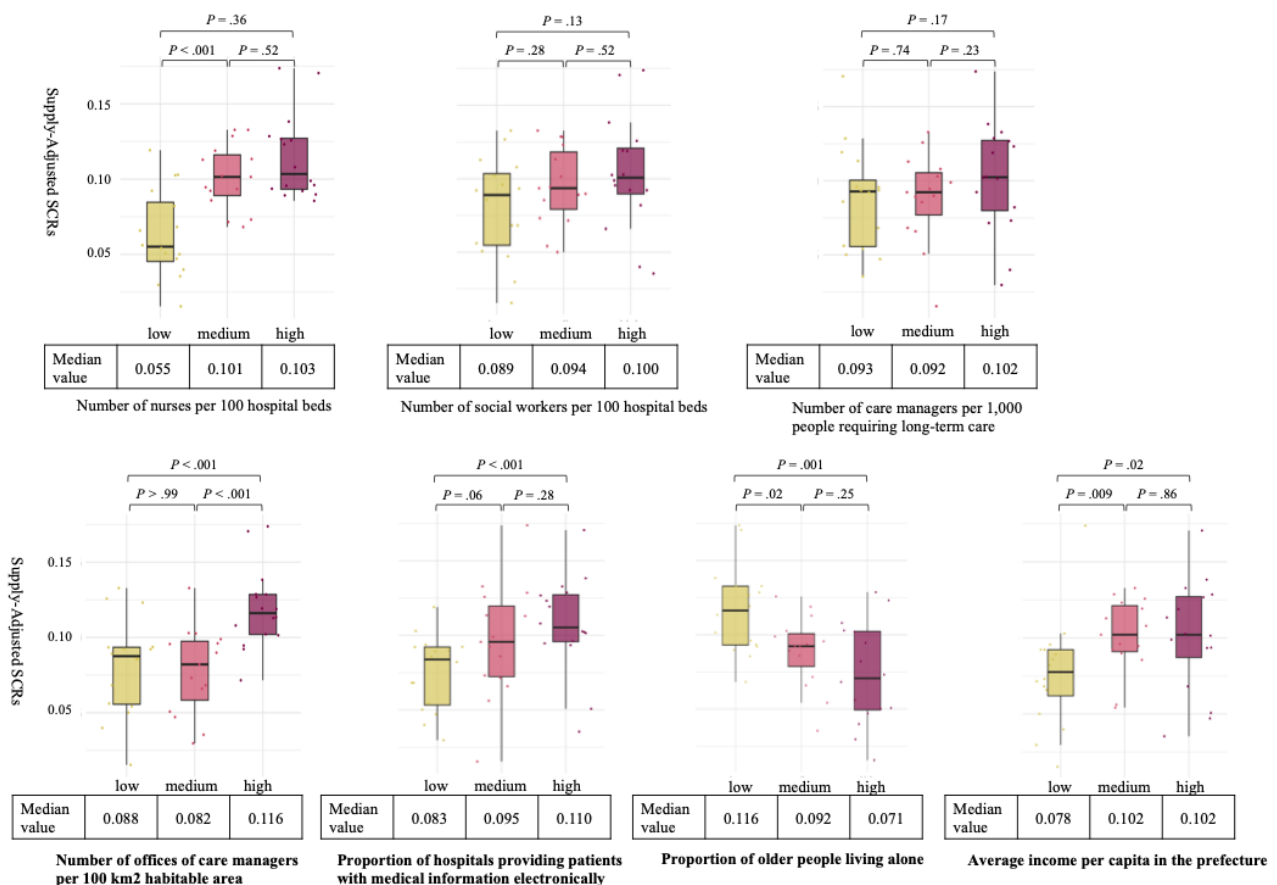 P = .36
P < .001
P = .52
P = .13
P = .28
P = .52
P = .17
P = .74
P = .23
Supply-Adjusted SCRs
0.15
0.10
0.05
low medium high
low medium high
low medium high
Median value 0.055 0.101 0.103
Median value 0.089 0.094 0.100
Median value 0.093 0.092 0.102
Number of nurses per 100 hospital beds
Number of social workers per 100 hospital beds
Number of care managers per 1,000
people requiring long-term care
P < .001
P > .99
P < .001
P < .001
P = .06
P = .28
P = .001
P = .02
P = .25
P = .02
P = .009
P = .86
Supply-Adjusted SCRs
0.15
0.10
0.05
low medium high
low medium high
low medium high
low medium high
Median value 0.088 0.082 0.116
Median value 0.083 0.095 0.110
Median value 0.116 0.092 0.071
Median value 0.078 0.102 0.102
Number of offices of care managers
per 100 km2 habitable area
Proportion of hospitals providing patients
with medical information electronically
Proportion of older people living alone
Average income per capita in the prefecture